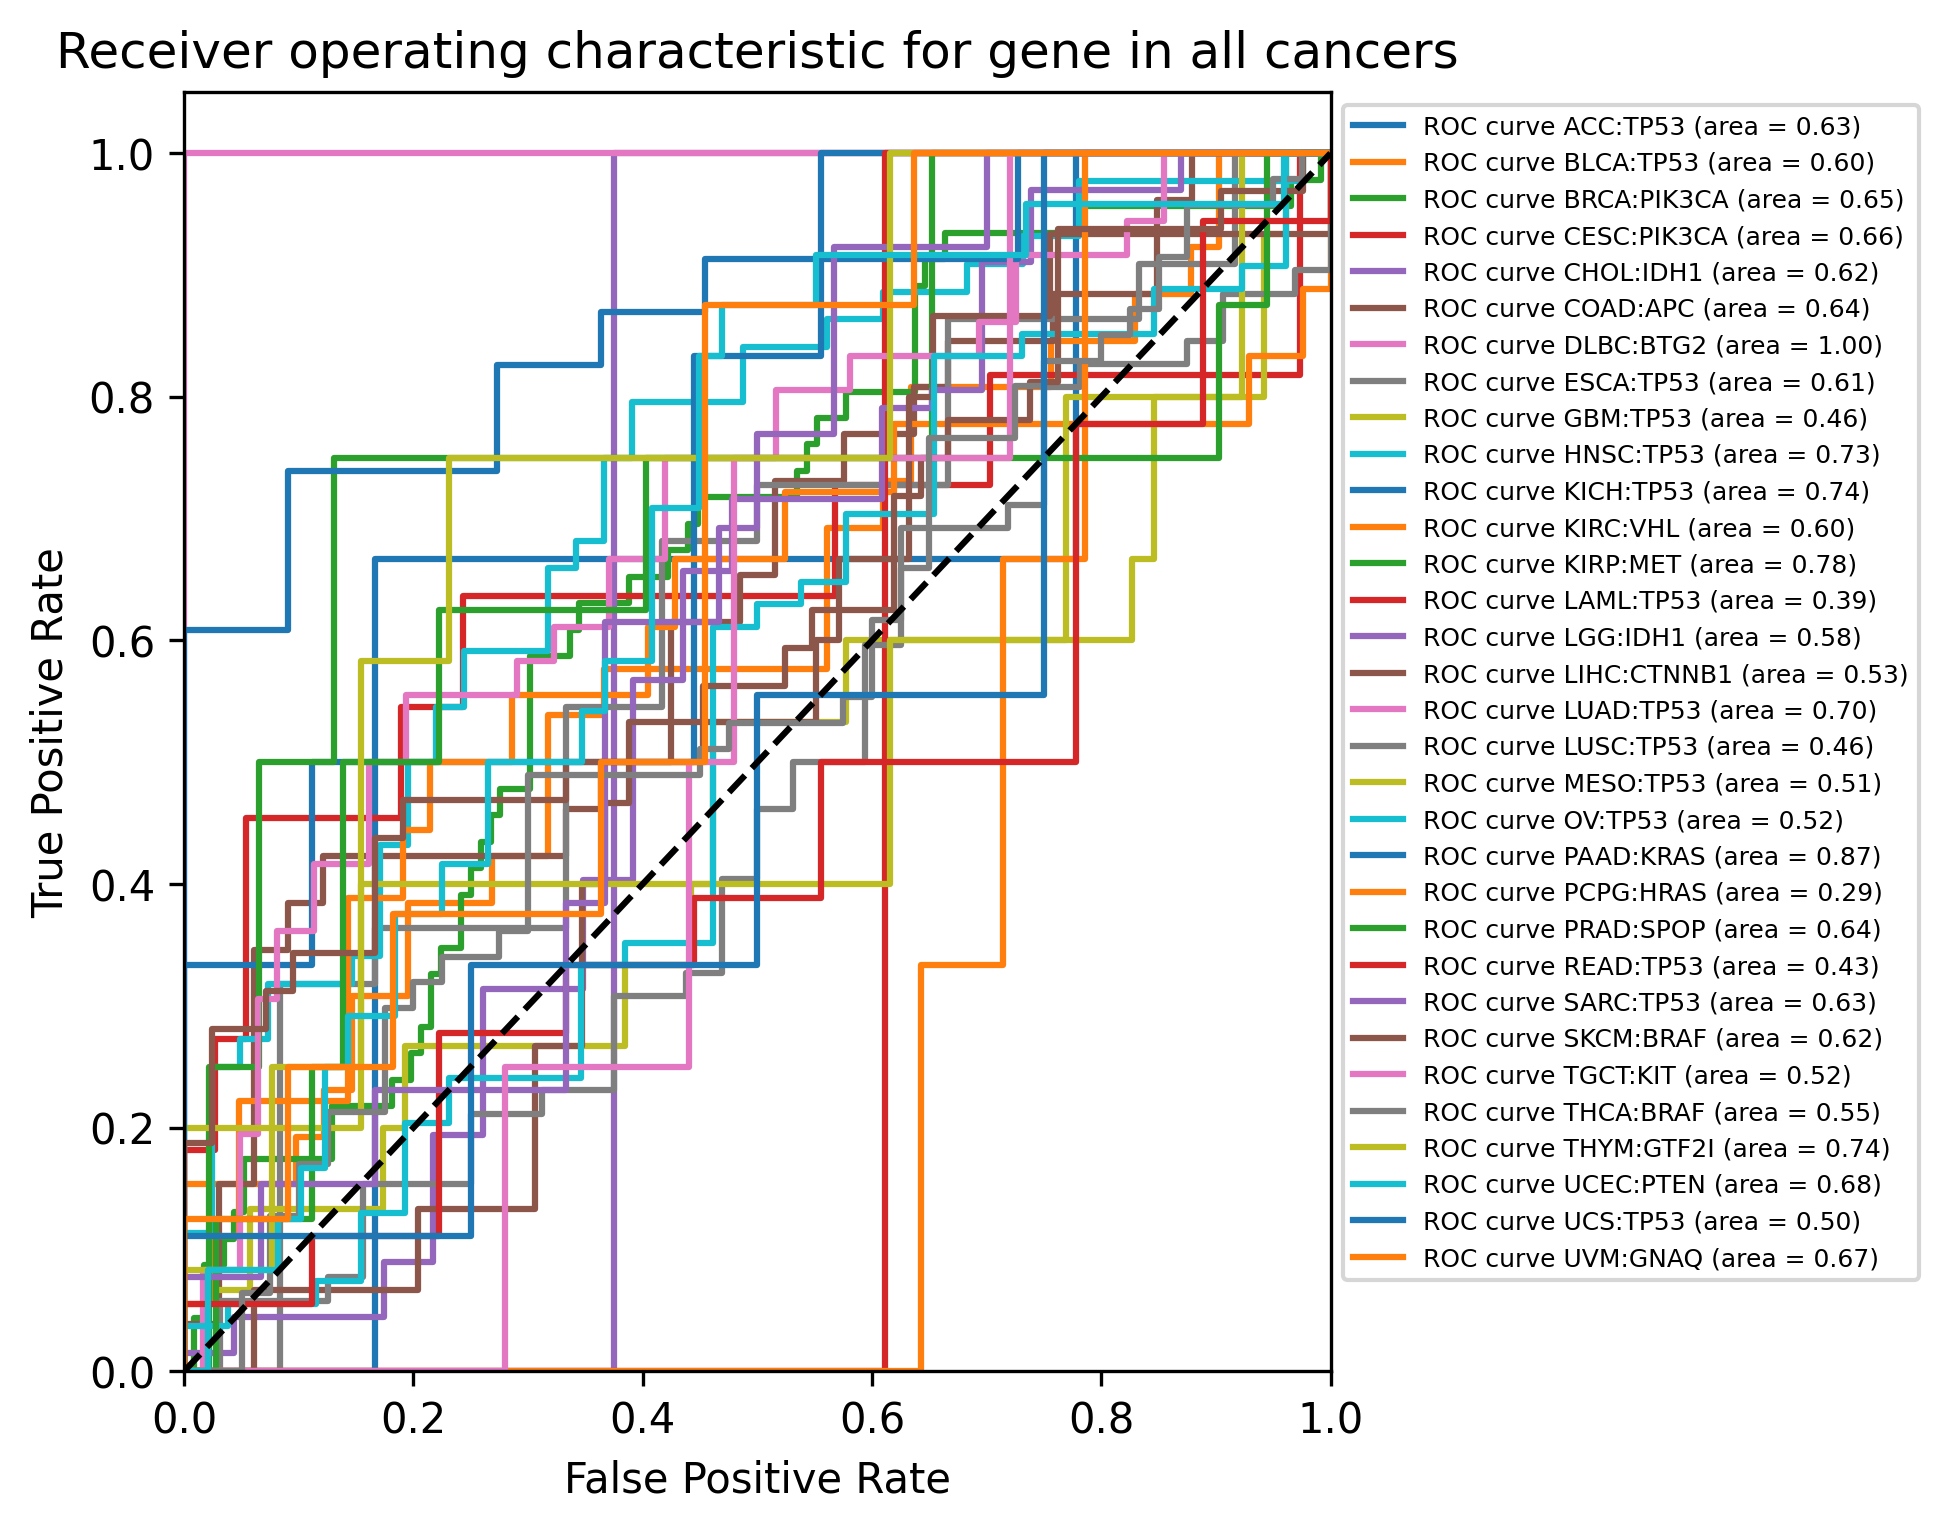 Receiver operating characteristic for gene in all cancers
True Positive Rate
1.0
0.8
0.6
0.4
0.2
0.0
0.0 0.2 0.4 0.6 0.8 1.0
False Positive Rate
ROC curve ACC:TP53 (area = 0.63)
ROC curve BLCA:TP53 (area = 0.60)
ROC curve BRCA:PIK3CA (area = 0.65)
ROC curve CESC:PIK3CA (area = 0.66)
ROC curve CHOL:IDH1 (area = 0.62)
ROC curve COAD:APC (area = 0.64)
ROC curve DLBC:BTG2 (area = 1.00)
ROC curve ESCA:TP53 (area = 0.61)
ROC curve GBM:TP53 (area = 0.46)
ROC curve HNSC:TP53 (area = 0.73)
ROC curve KICH:TP53 (area = 0.74)
ROC curve KIRC:VHL (area = 0.60)
ROC curve KIRP:MET (area = 0.78)
ROC curve LAML:TP53 (area = 0.39)
ROC curve LGG:IDH1 (area = 0.58)
ROC curve LIHC:CTNNB1 (area = 0.53)
ROC curve LUAD:TP53 (area = 0.70)
ROC curve LUSC:TP53 (area = 0.46)
ROC curve MESO:TP53 (area = 0.51)
ROC curve OV:TP53 (area = 0.52)
ROC curve PAAD:KRAS (area = 0.87)
ROC curve PCPG:HRAS (area = 0.29)
ROC curve PRAD:SPOP (area = 0.64)
ROC curve READ:TP53 (area = 0.43)
ROC curve SARC:TP53 (area = 0.63)
ROC curve SKCM:BRAF (area = 0.62)
ROC curve TGCT:KIT (area = 0.52)
ROC curve THCA:BRAF (area = 0.55)
ROC curve THYM:GTF2I (area = 0.74)
ROC curve UCEC:PTEN (area = 0.68)
ROC curve UCS:TP53 (area = 0.50)
ROC curve UVM:GNAQ (area = 0.67)